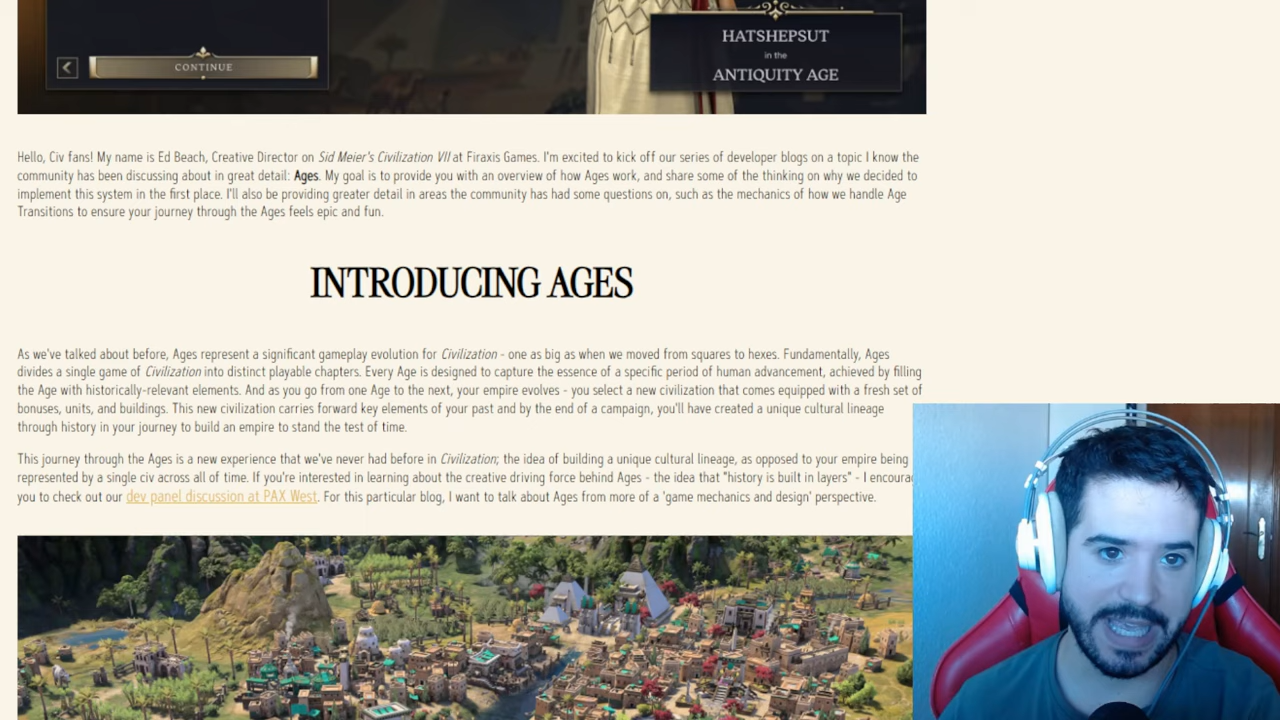 CONTINUE
HATSHEPSUT
in the
ANTIQUITY AGE
Hello, Civ fans! My name is Ed Beach, Creative Director on Sid Meier's Civilization VII at Firaxis Games. I'm excited to kick off our series of developer blogs on a topic I know the
community has been discussing about in great detail: Ages. My goal is to provide you with an overview of how Ages work, and share some of the thinking on why we decided to
implement this system in the first place. I'll also be providing greater detail in areas the community has had some questions on, such as the mechanics of how we handle Age
Transitions to ensure your journey through the Ages feels epic and fun.
INTRODUCING AGES
As we've talked about before, Ages represent a significant gameplay evolution for Civilization - one as big as when we moved from squares to hexes. Fundamentally, Ages
divides a single game of Civilization into distinct playable chapters. Every Age is designed to capture the essence of a specific period of human advancement, achieved by filling
the Age with historically-relevant elements. And as you go from one Age to the next, your empire evolves - you select a new civilization that comes equipped with a fresh set of
bonuses, units, and buildings. This new civilization carries forward key elements of your past and by the end of a campaign, you'll have created a unique cultural lineage
through history in your journey to build an empire to stand the test of time.
This journey through the Ages is a new experience that we've never had before in Civilization; the idea of building a unique cultural lineage, as opposed to your empire being
represented by a single civ across all of time. If you're interested in learning about the creative driving force behind Ages - the idea that "history is built in layers" - I encourag
you to check out our dev panel discussion at PAX West. For this particular blog, I want to talk about Ages from more of a 'game mechanics and design' perspective.